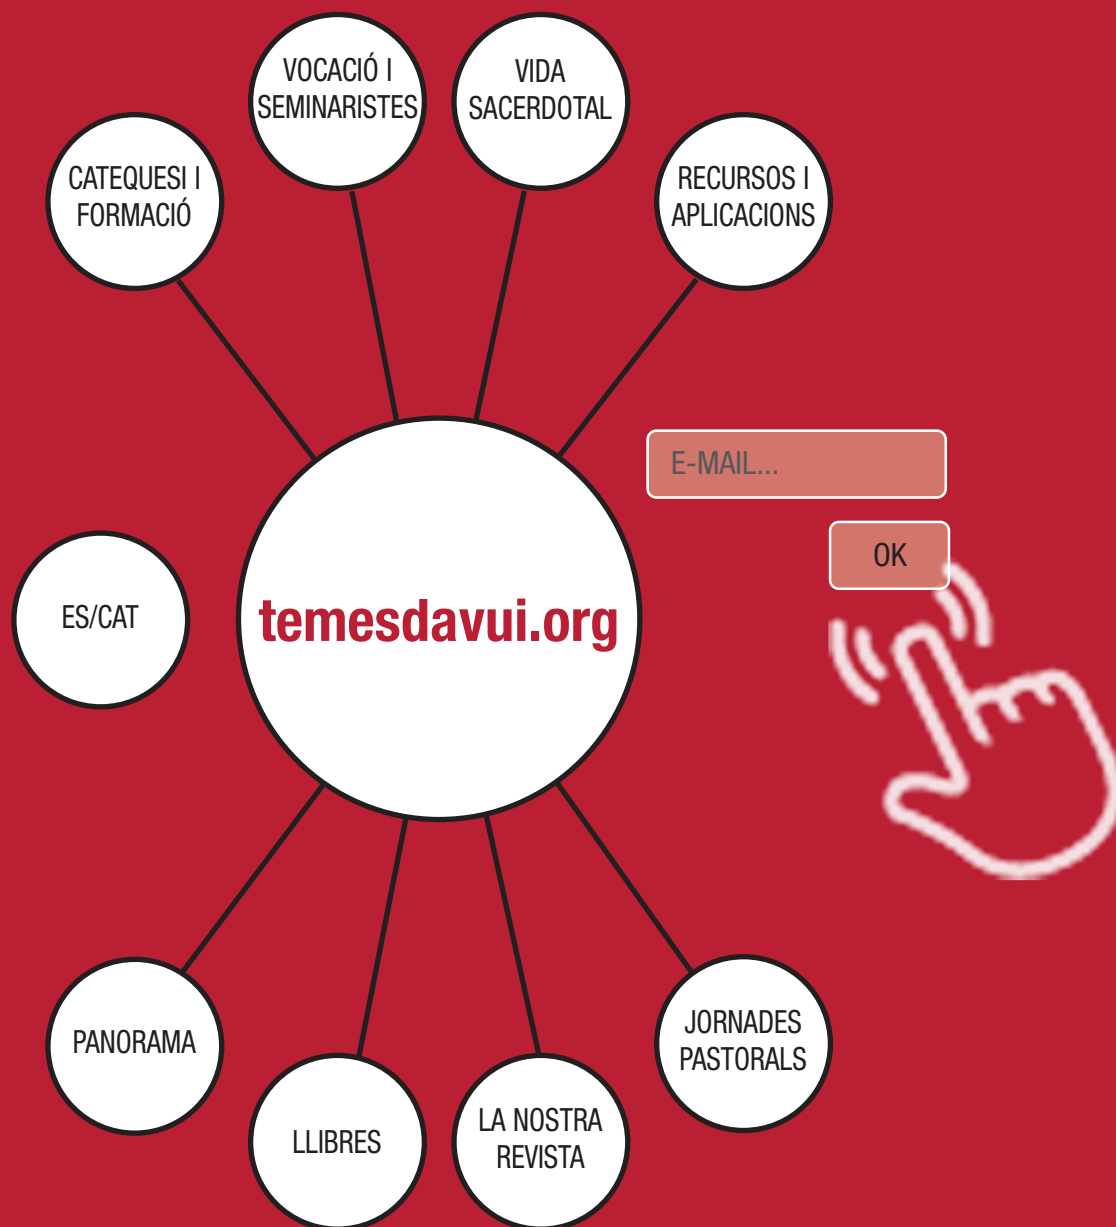 VOCACIÓ I
SEMINARISTES
VIDA
SACERDOTAL
CATEQUESI I
FORMACIÓ
RECURSOS I
APLICACIONS
E-MAIL...
OK
ES/CAT
temesdavui.org
PANORAMA
JORNADES
PASTORALS
LLIBRES
LA NOSTRA
REVISTA